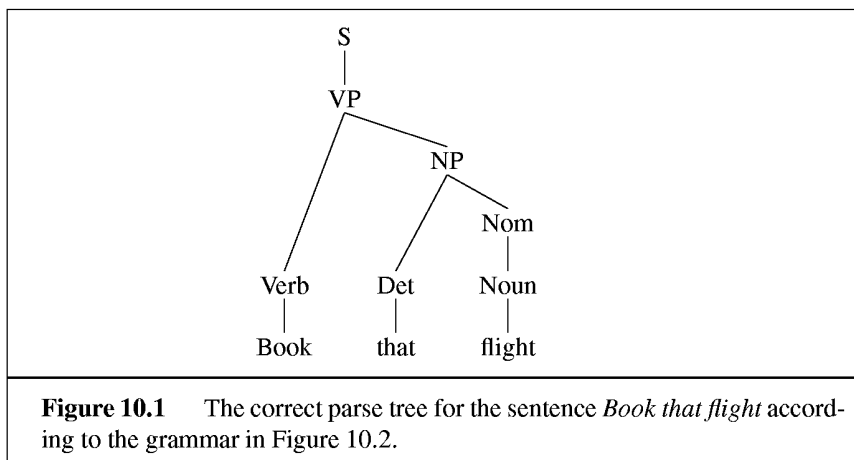 S
VP
NP
Nom
Verb Det Noun
Book that flight
Figure 10.1 The correct parse tree for the sentence Book that flight accord-
ing to the grammar in Figure 10.2.